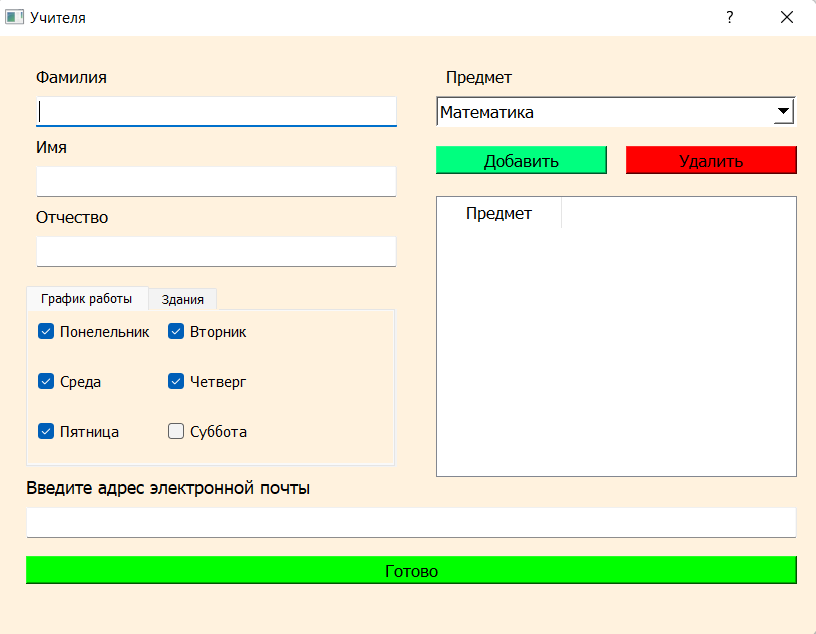 Учителя ?
Фамилия
Имя
Отчество
График работы Здания
Понелельник Вторник
Среда Четверг
Пятница Суббота
Предмет
Математика
Добавить Удалить
Предмет
Введите адрес электронной почты
Готово